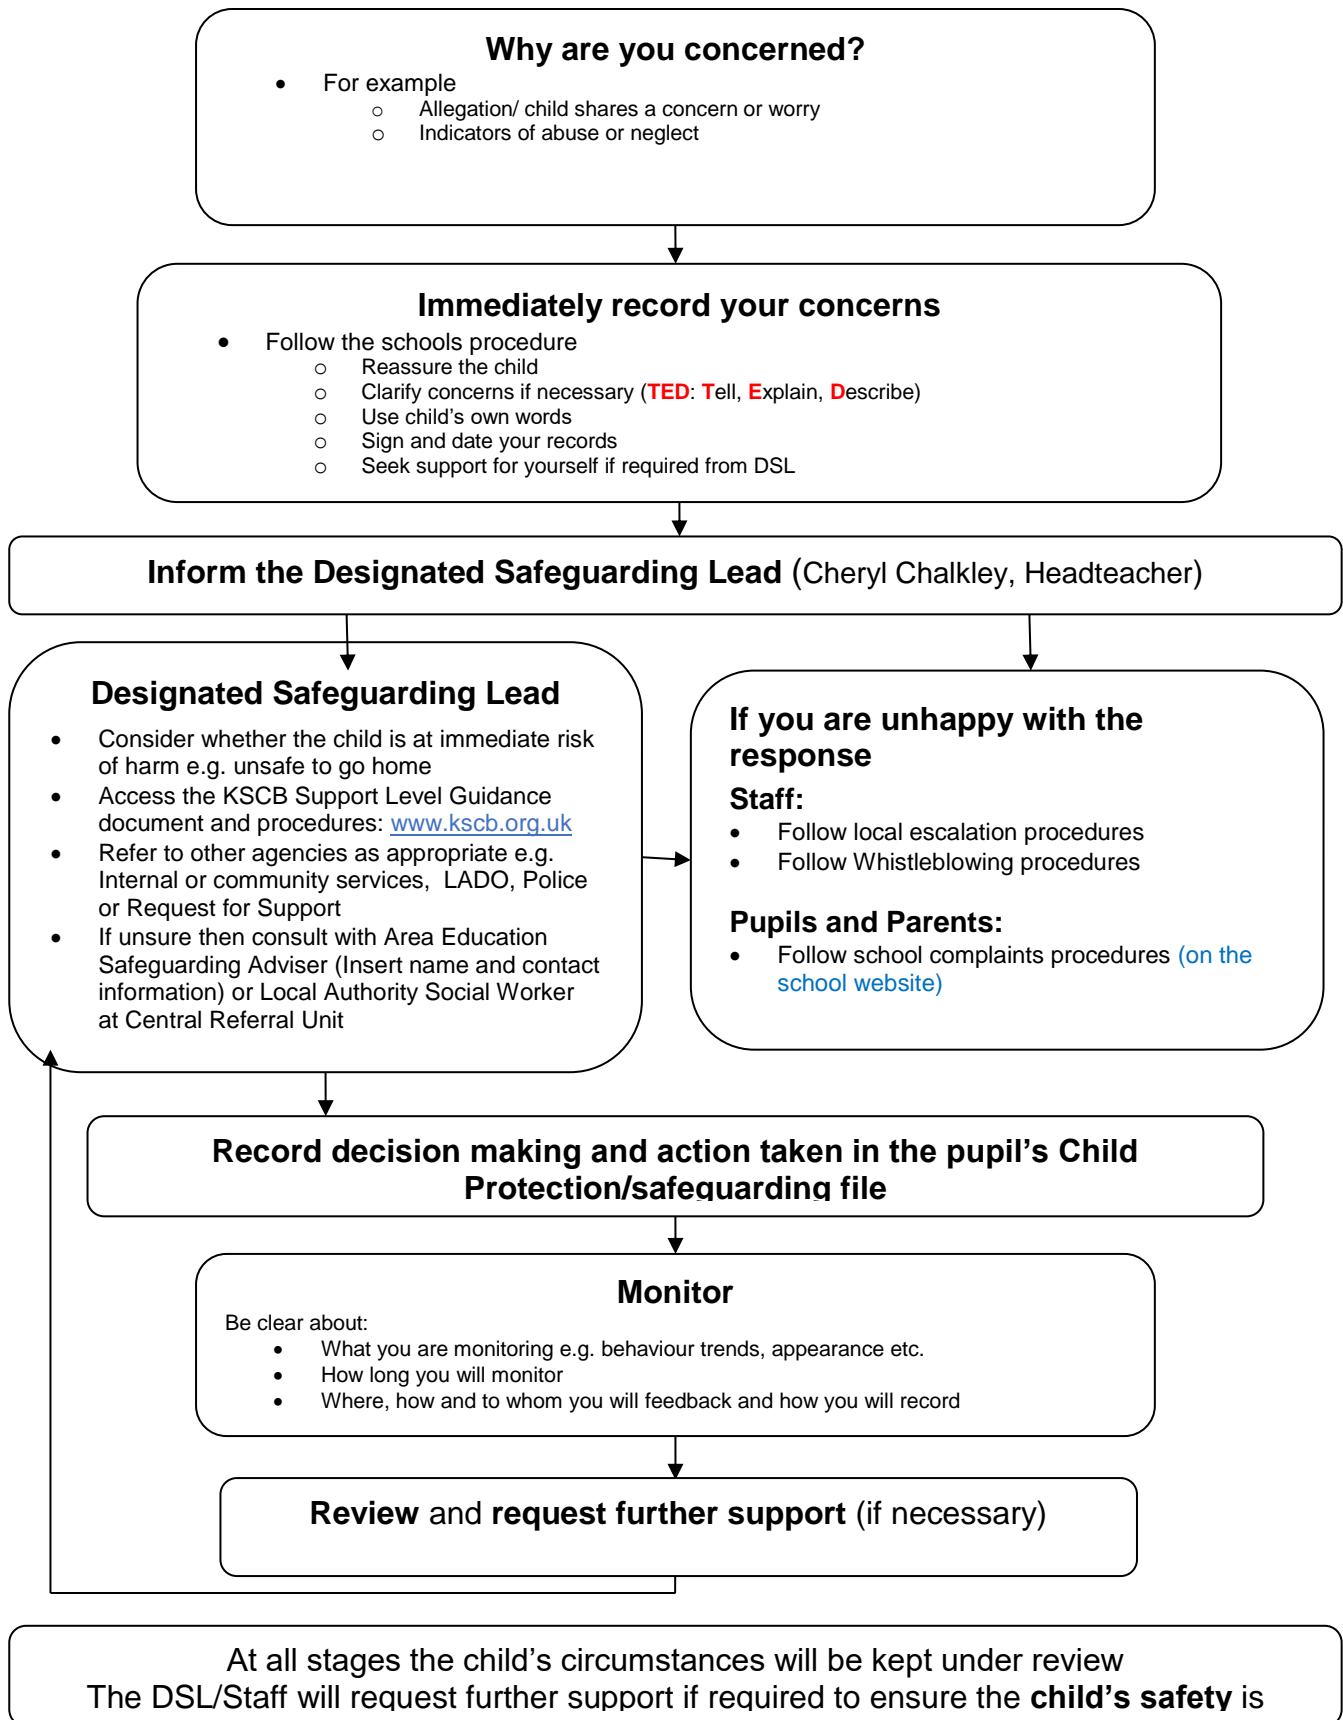 Why are you concerned?
• For example
o Allegation/ child shares a concern or worry
o Indicators of abuse or neglect
Immediately record your concerns
• Follow the schools procedure
o Reassure the child
o Clarify concerns if necessary (TED: Tell, Explain, Describe)
o Use child’s own words
o Sign and date your records
o Seek support for yourself if required from DSL
Inform the Designated Safeguarding Lead (Cheryl Chalkley, Headteacher)
Designated Safeguarding Lead
• Consider whether the child is at immediate risk
of harm e.g. unsafe to go home
• Access the KSCB Support Level Guidance
document and procedures: www.kscb.org.uk
• Refer to other agencies as appropriate e.g.
Internal or community services, LADO, Police
or Request for Support
• If unsure then consult with Area Education
Safeguarding Adviser (Insert name and contact
information) or Local Authority Social Worker
at Central Referral Unit
If you are unhappy with the
response
Staff:
• Follow local escalation procedures
• Follow Whistleblowing procedures
Pupils and Parents:
• Follow school complaints procedures (on the
school website)
Record decision making and action taken in the pupil’s Child
Protection/safeguarding file
Monitor
Be clear about:
• What you are monitoring e.g. behaviour trends, appearance etc.
• How long you will monitor
• Where, how and to whom you will feedback and how you will record
Review and request further support (if necessary)
At all stages the child’s circumstances will be kept under review
The DSL/Staff will request further support if required to ensure the child’s safety is